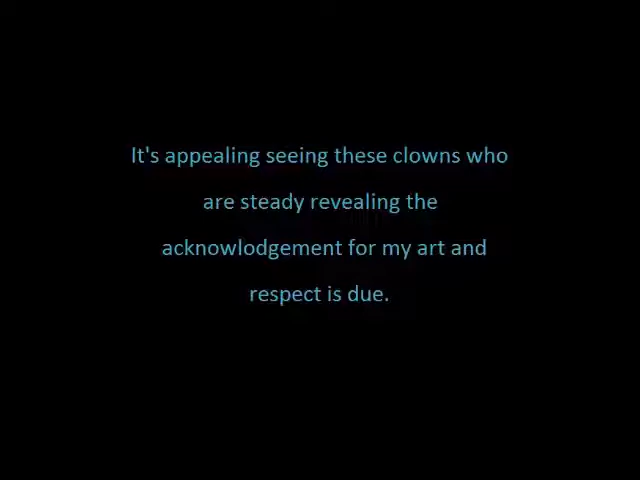 It's appealing seeing these clowns who
are steady revealing the
acknowlodgement for my art and
respect is due.